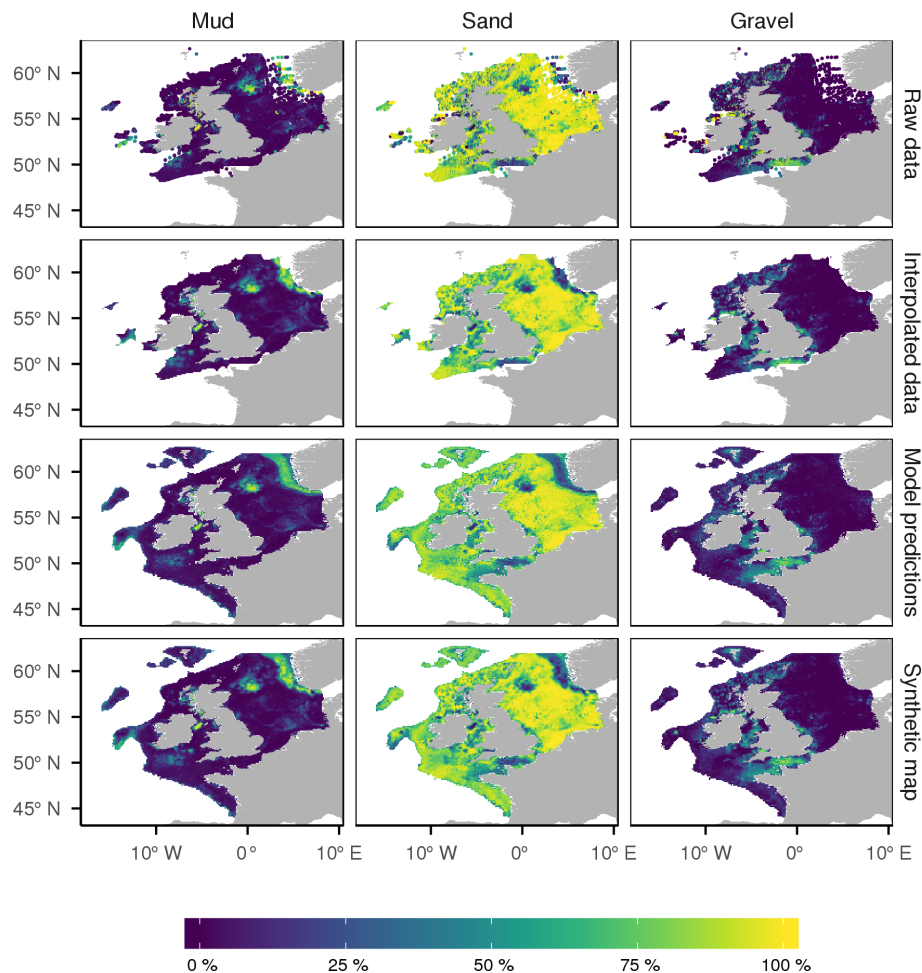 Mud Sand Gravel
60° N
55° N
50° N
45° N
Raw data
60° N
55° N
50° N
45° N
Interpolated data
60° N
55° N
50° N
45° N
Model predictions
60° N
55° N
50° N
45° N
Synthetic map
10° W 0° 10° E 10° W 0° 10° E 10° W 0° 10° E
0 % 25 % 50 % 75 % 100 %